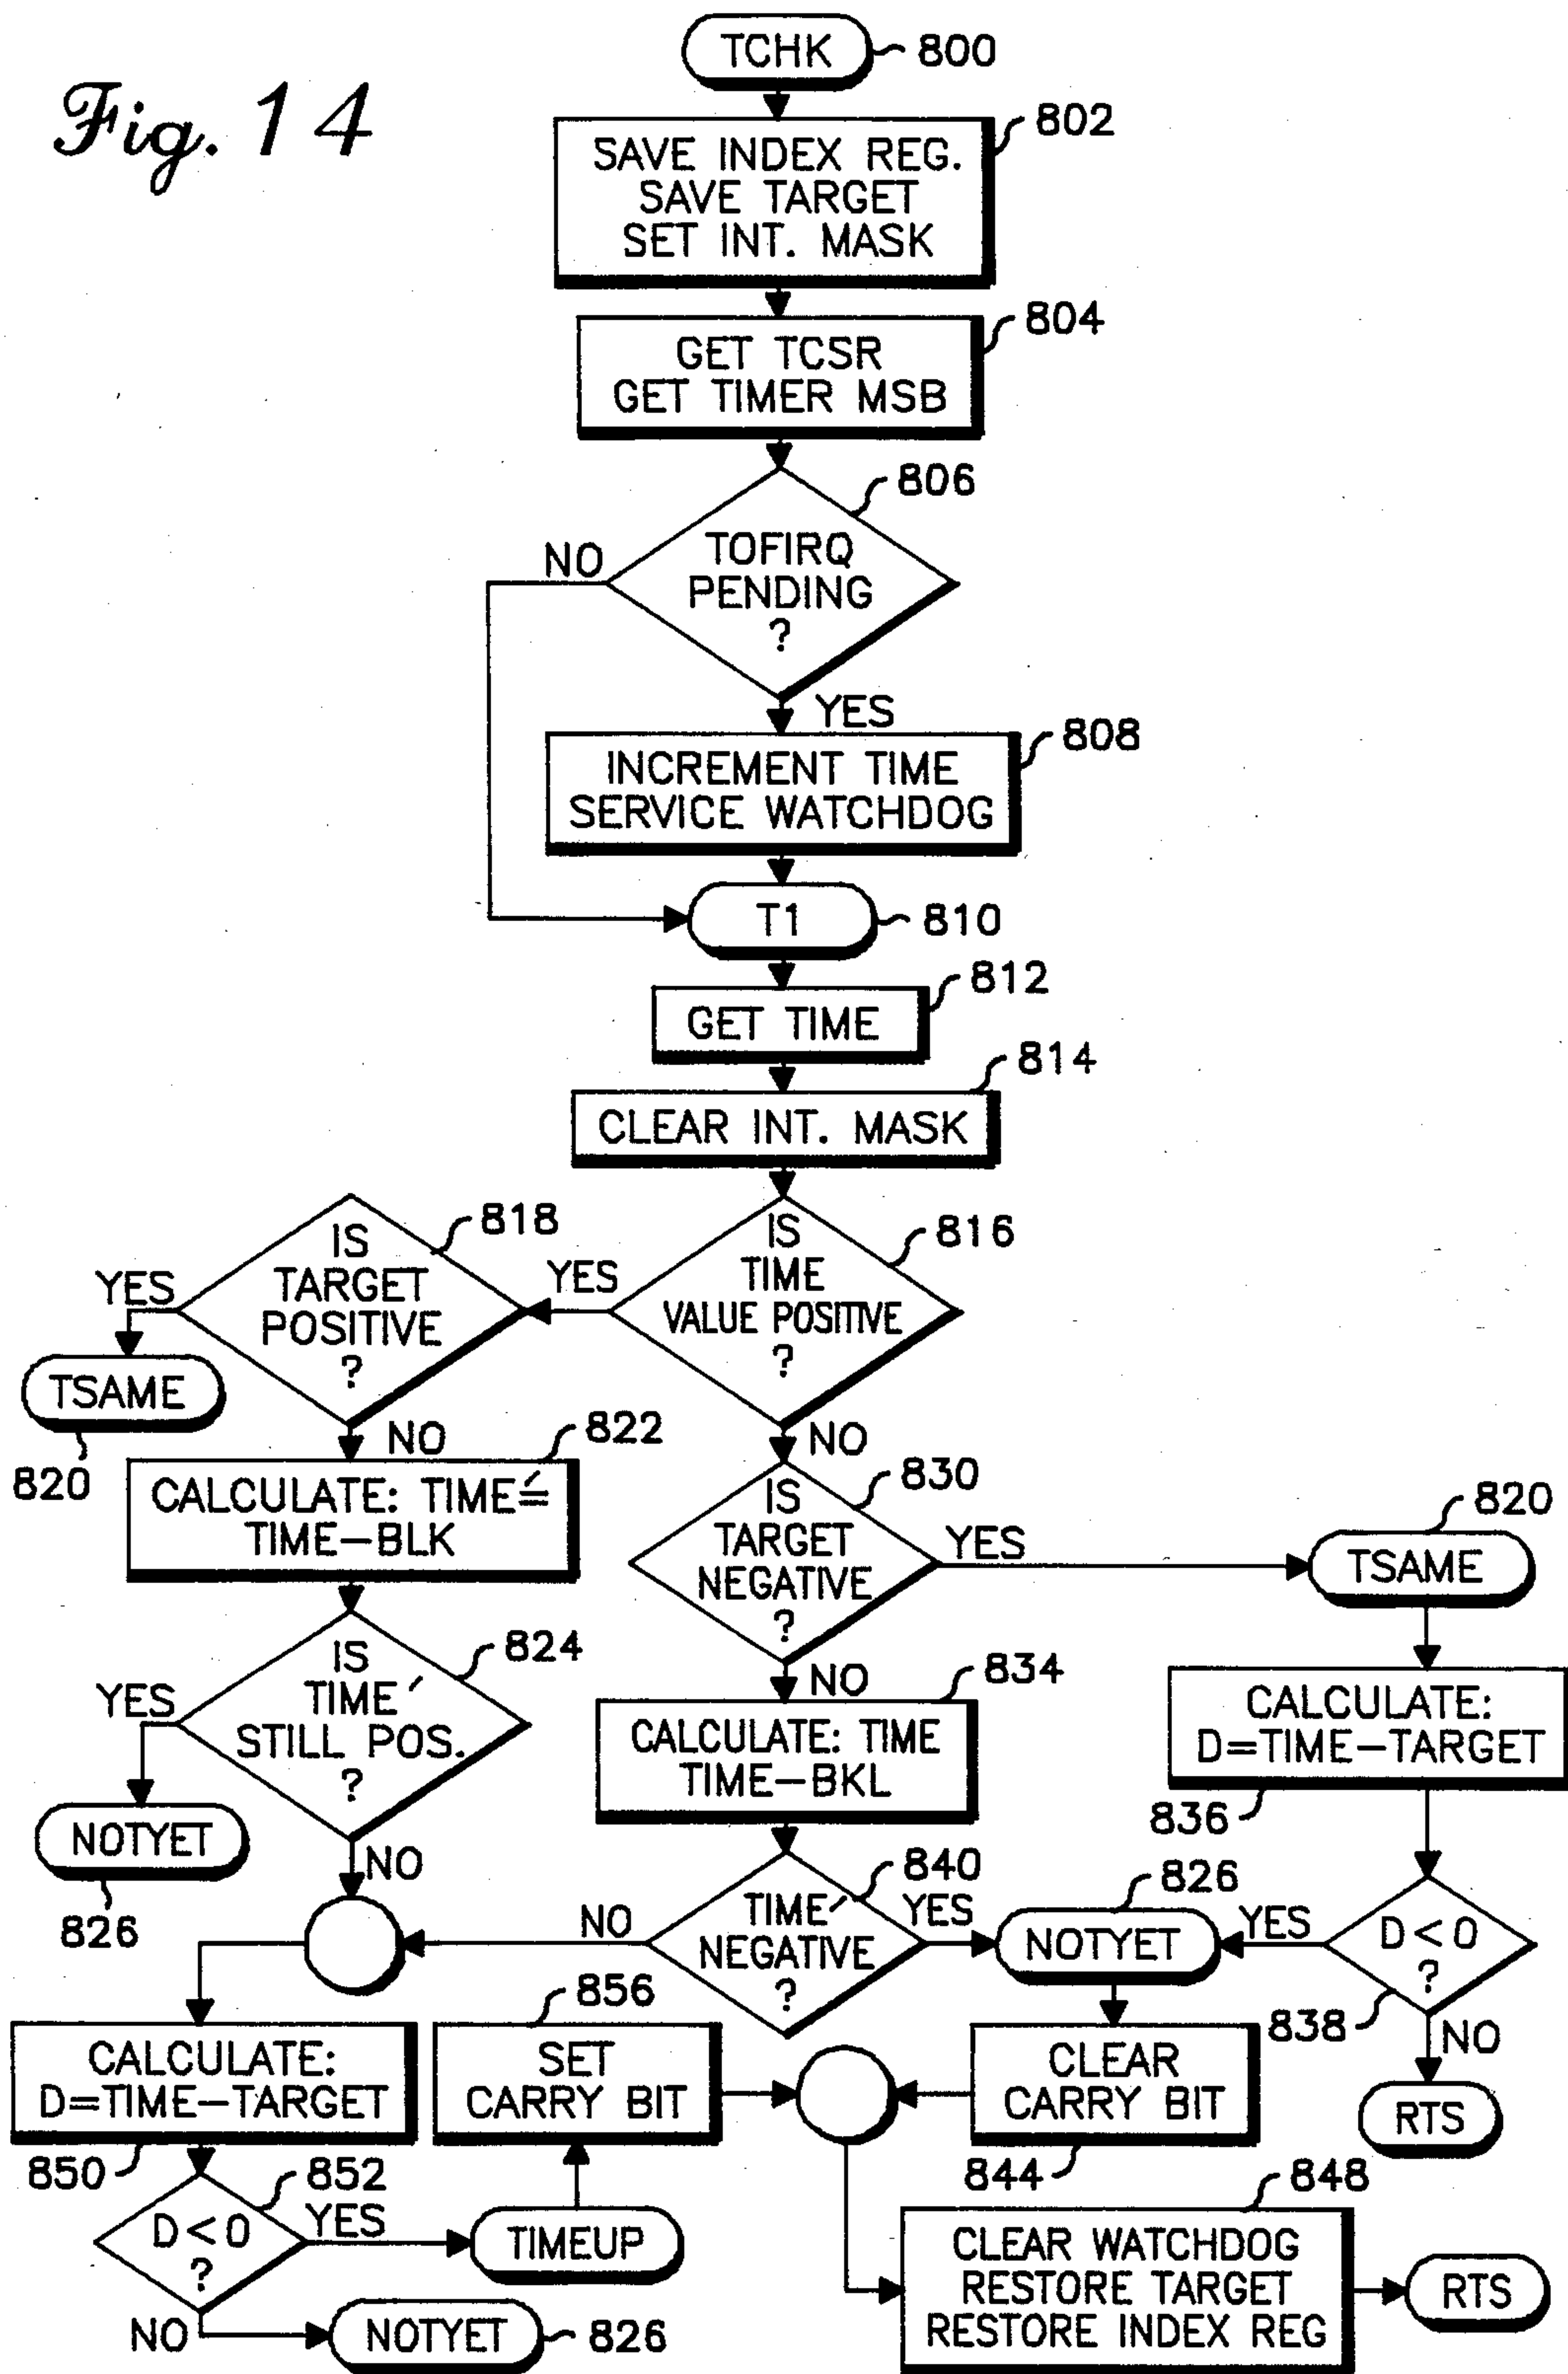 Fig. 14
TCHK
800
802
SAVE INDEX REG.
SAVE TARGET
SET INT. MASK
804
GET TCSR
GET TIMER MSB
806
NO
TOFIRQ
PENDING
?
YES
808
INCREMENT TIME
SERVICE WATCHDOG
T1
810
812
GET TIME
814
CLEAR INT. MASK
818
IS
TARGET
POSITIVE
?
YES
YES
816
IS
TIME
VALUE POSITIVE
?
TSAME
820
NO
822
CALCULATE: TIME′=
TIME-BLK
NO
830
IS
TARGET
NEGATIVE
?
YES
820
TSAME
824
IS
TIME′
STILL POS.
?
YES
NOTYET
826
NO
NO
834
CALCULATE: TIME
TIME-BKL
CALCULATE:
D=TIME-TARGET
836
840
TIME′
NEGATIVE
?
NO
YES
826
NOTYET
YES
D<0
?
838
NO
RTS
CALCULATE:
D=TIME-TARGET
850
856
SET
CARRY BIT
CLEAR
CARRY BIT
844
852
D<0
?
YES
TIMEUP
NO
NOTYET
826
848
CLEAR WATCHDOG
RESTORE TARGET
RESTORE INDEX REG
RTS